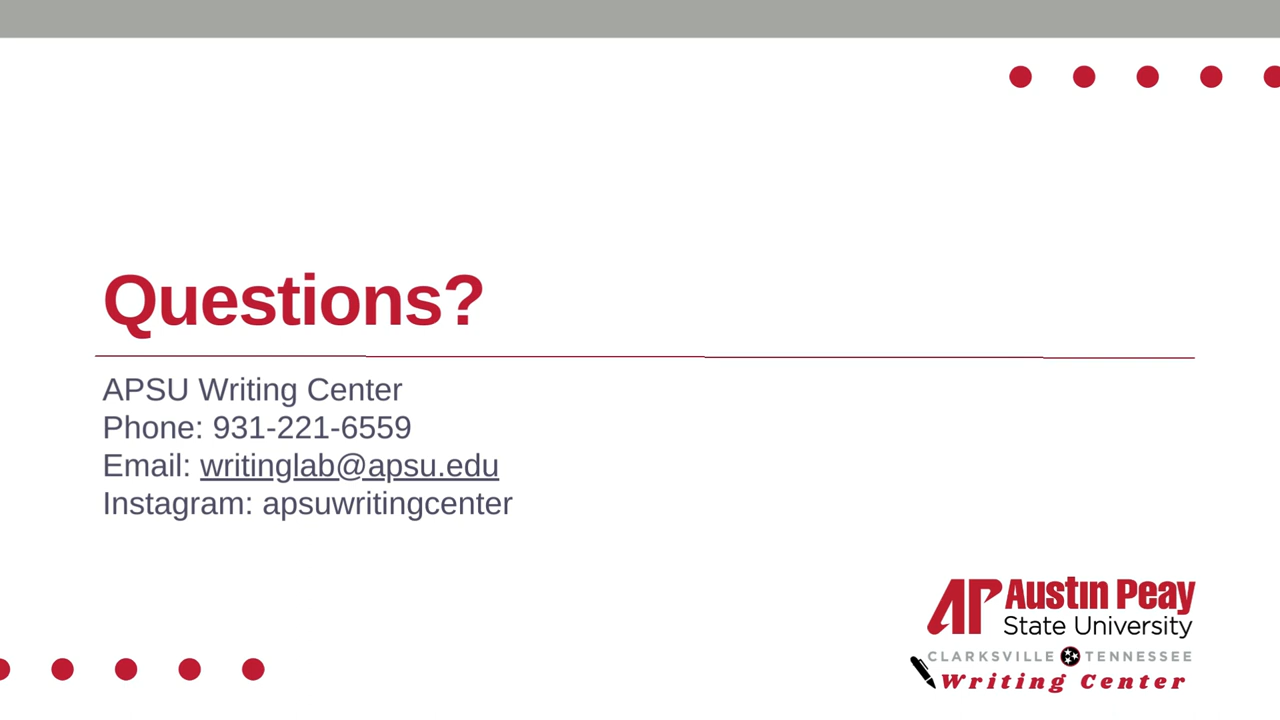 Questions?
APSU Writing Center
Phone: 931-221-6559
Email: writinglab@apsu.edu
Instagram: apsuwritingcenter
AP Austin Peay
State University
CLARKSVILLE TENNESSEE
Writing Center